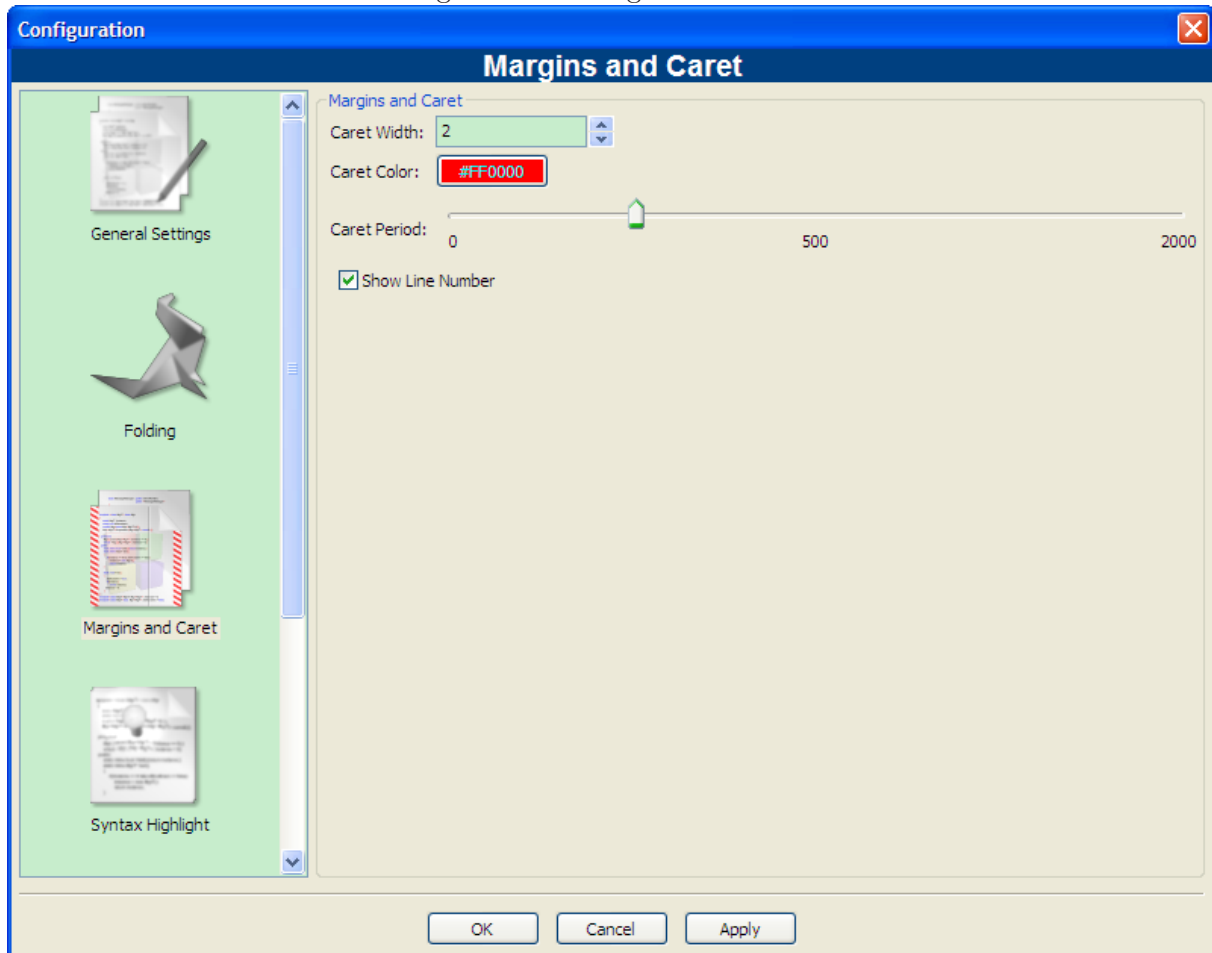 Configuration
Margins and Caret
General Settings
Folding
Margins and Caret
Syntax Highlight
Margins and Caret
Caret Width: 2
Caret Color: #FF0000
Caret Period:
0 500 2000
Show Line Number
OK Cancel Apply